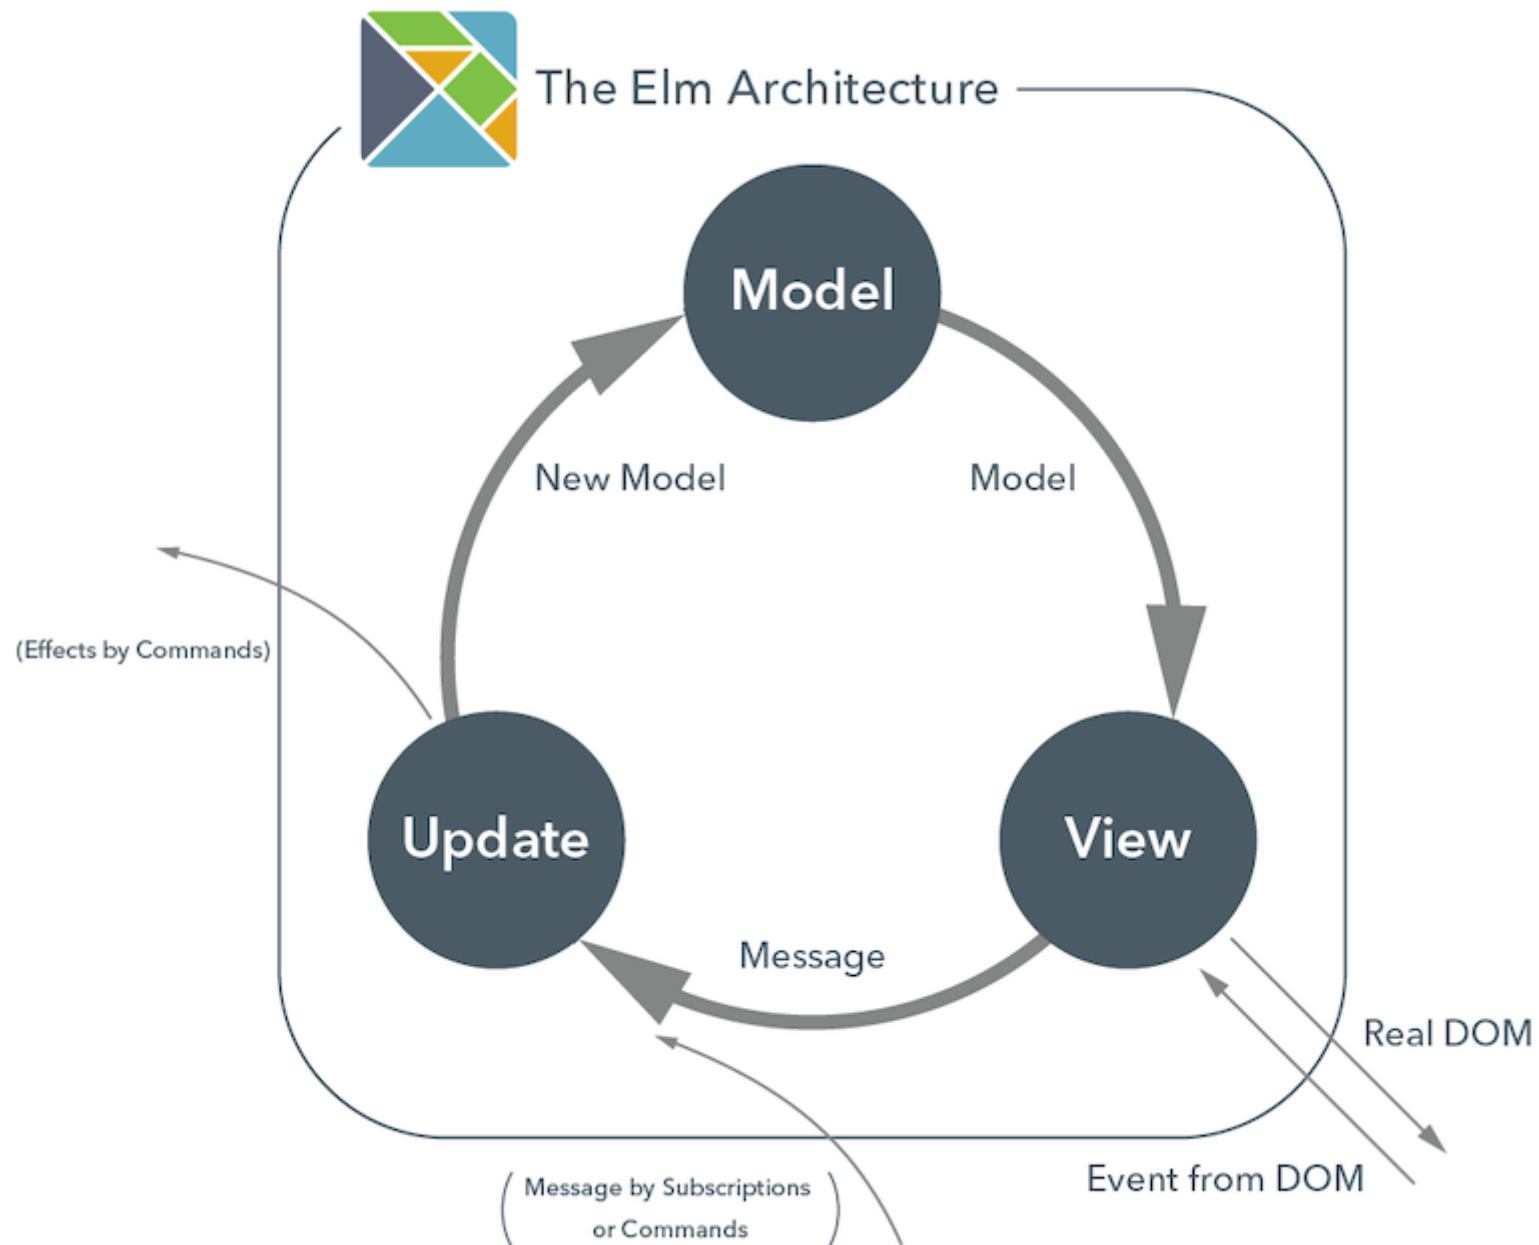 The Elm Architecture
Model
New Model
Model
(Effects by Commands)
Update
View
Message
Real DOM
Event from DOM
(Message by Subscriptions
or Commands)